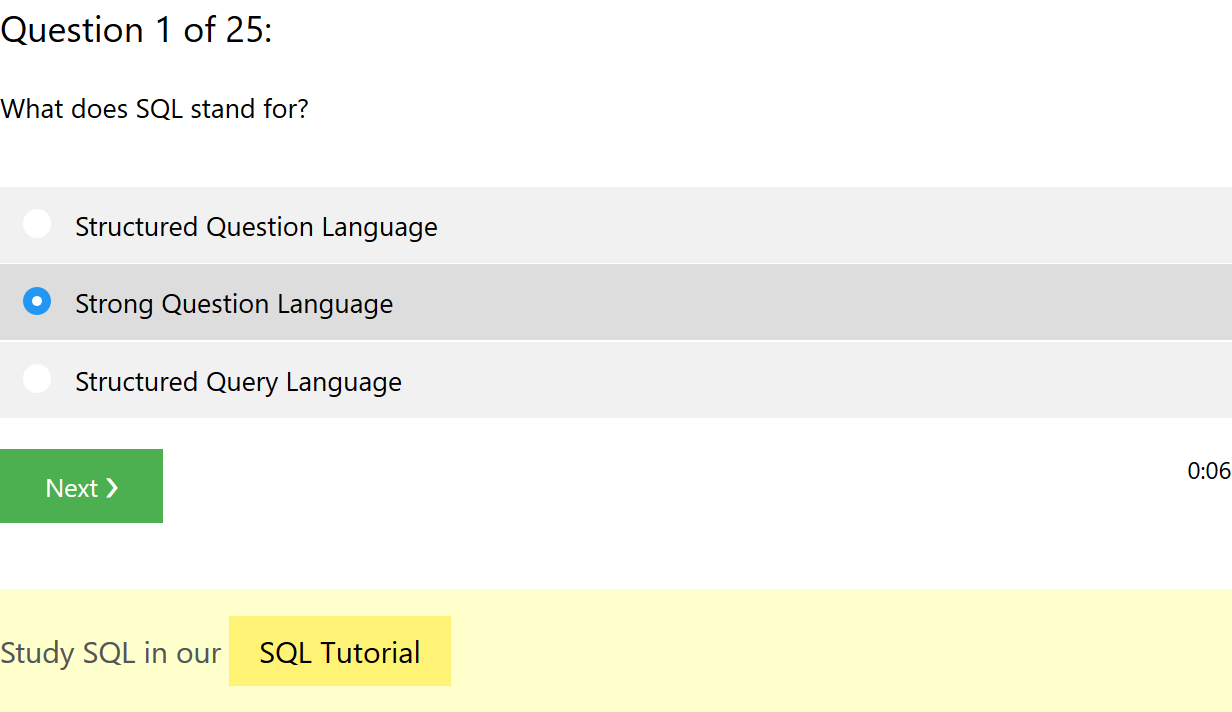 Question 1 of 25:
What does SQL stand for?
Structured Question Language
Strong Question Language
Structured Query Language
Next ❯
0:06
Study SQL in our SQL Tutorial